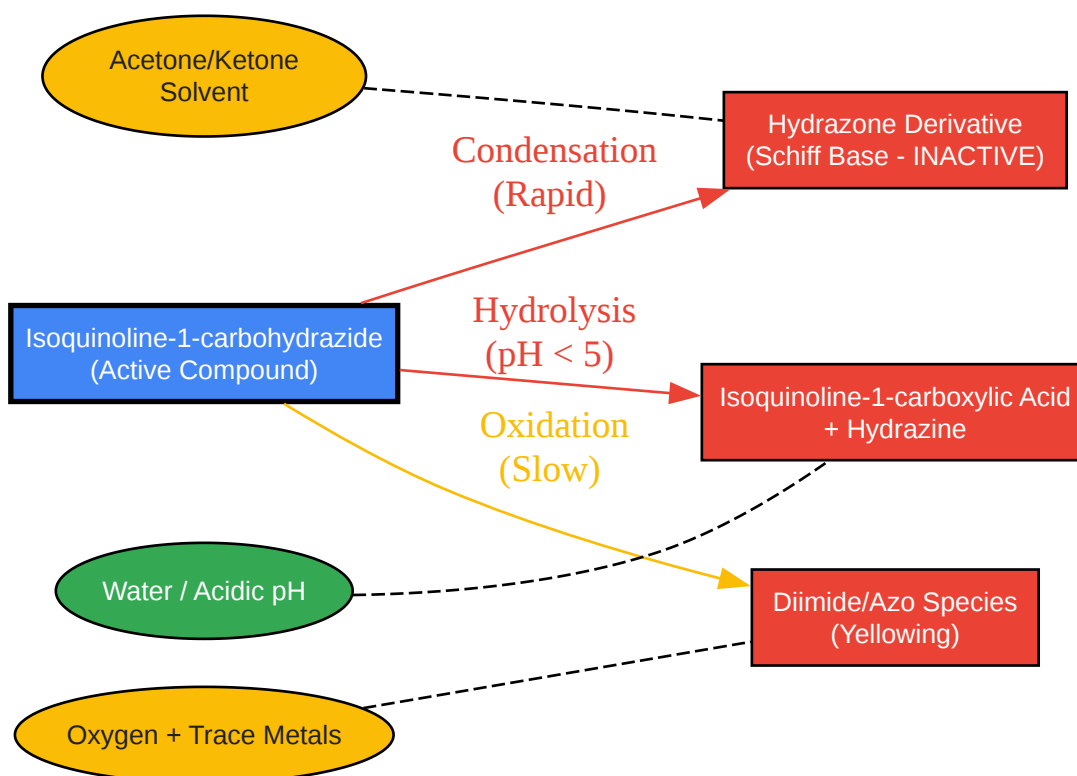 Acetone/Ketone
Solvent
Hydrazone Derivative
(Schiff Base - INACTIVE)
Condensation
(Rapid)
Isoquinoline-1-carbohydrazide
(Active Compound)
Hydrolysis
(pH < 5)
Isoquinoline-1-carboxylic Acid
+ Hydrazine
Oxidation
(Slow)
Water / Acidic pH
Diimide/Azo Species
(Yellowing)
Oxygen + Trace Metals